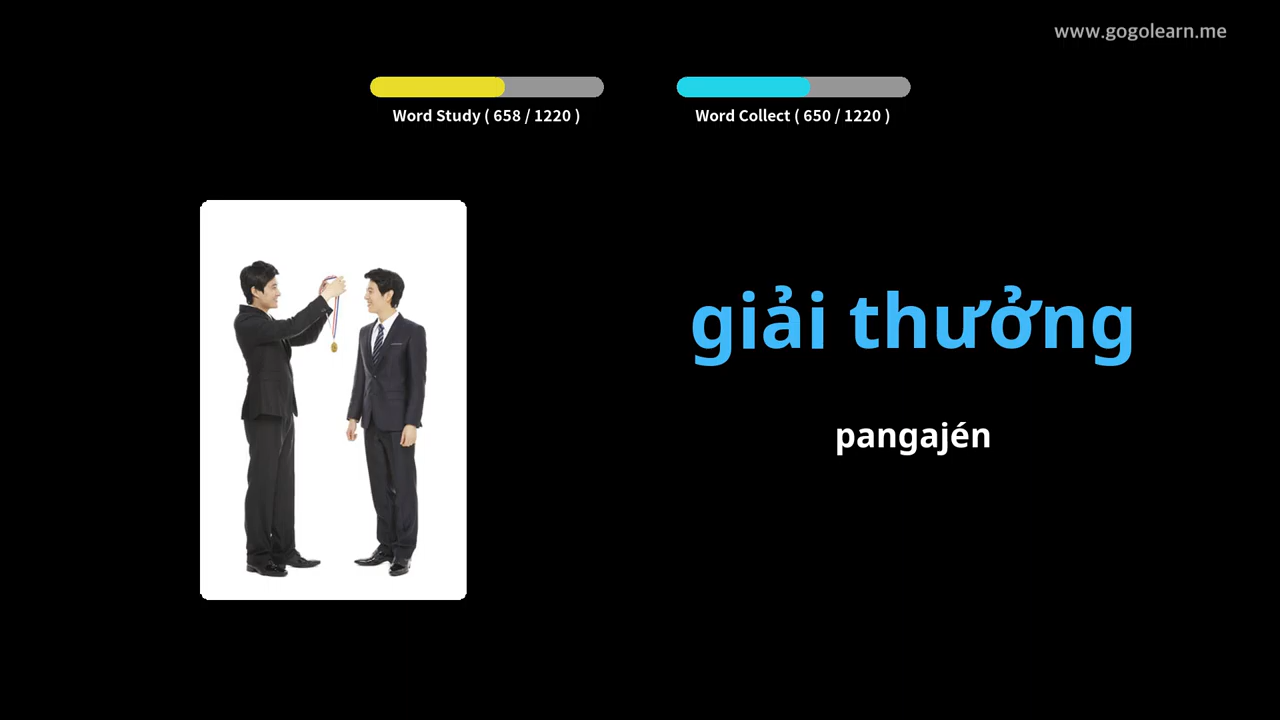 www.gogolearn.me
Word Study ( 658 / 1220 )
Word Collect ( 650 / 1220 )
giải thưởng
pangajén